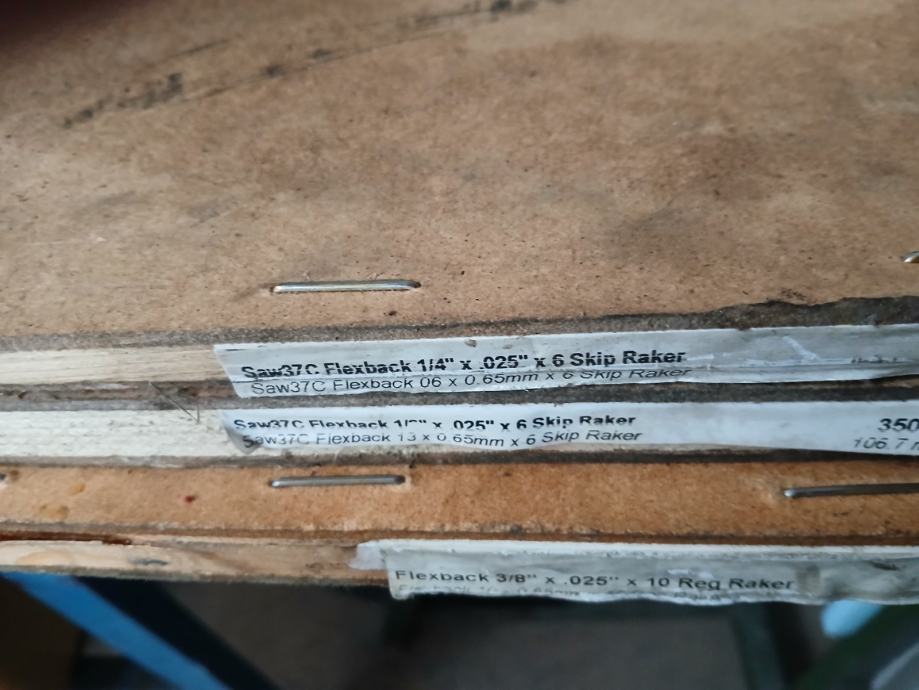 Saw37C Flexback 1/4" x .025" x 6 Skip Raker
Saw37C Flexback 06 x 0.65mm x 6 Skip Raker
Saw37C Flexback x .025" x 6 Skip Raker 350
Saw37C Flexback 13 x 0.65mm x 6 Skip Raker 106.7
Flexback 3/8" x .025" x 10 Reg Raker